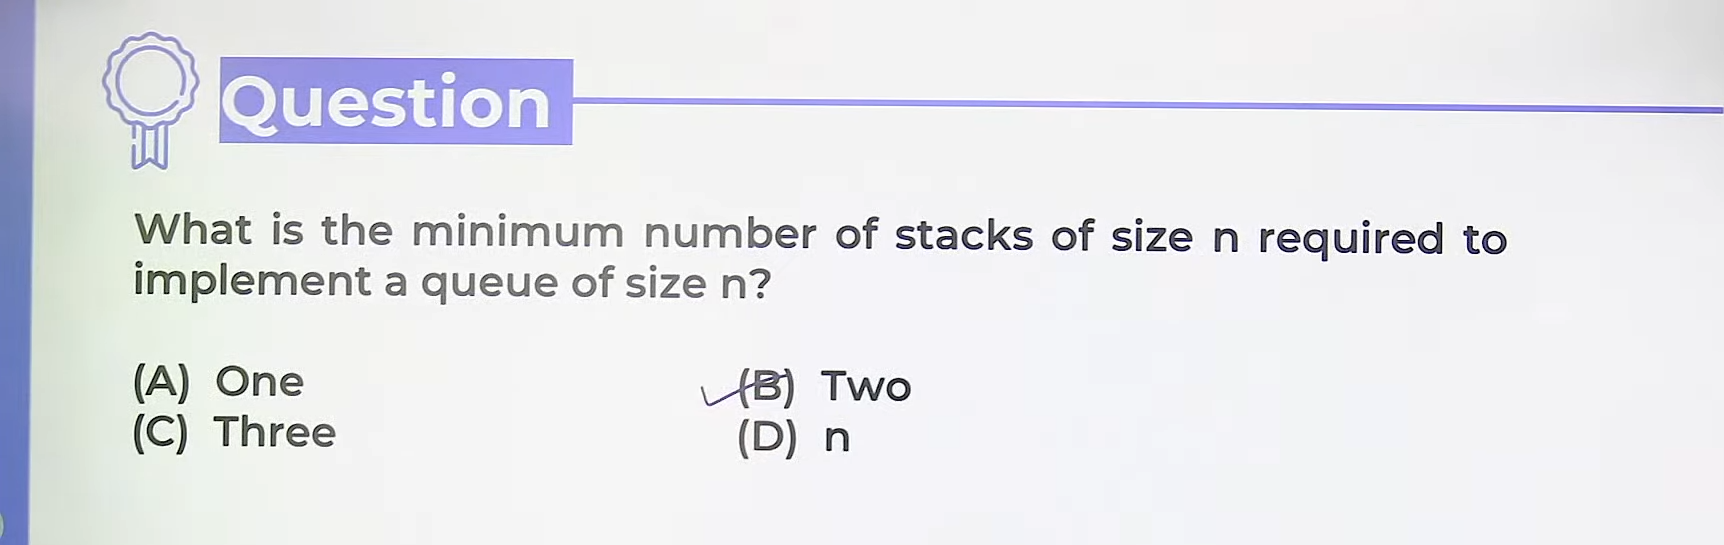 Question
What is the minimum number of stacks of size n required to
implement a queue of size n?
(A) One (B) Two
(C) Three (D) n